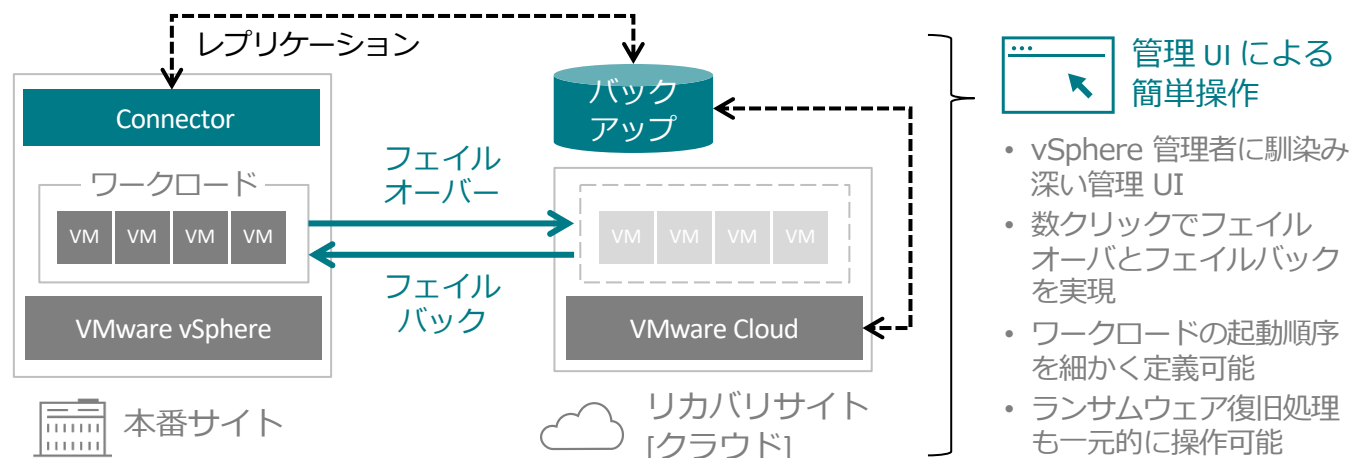 レプリケーション
Connector
ワークロード
VM VM VM VM
VMware vSphere
本番サイト
フェイル
オーバー
フェイル
バック
バック
アップ
VM VM VM VM
VMware Cloud
リカバリサイト
[クラウド]
管理 UI による
簡単操作
• vSphere 管理者に馴染み
深い管理 UI
• 数クリックでフェイル
オーバとフェイルバック
を実現
• ワークロードの起動順序
を細かく定義可能
• ランサムウェア復旧処理
も一元的に操作可能